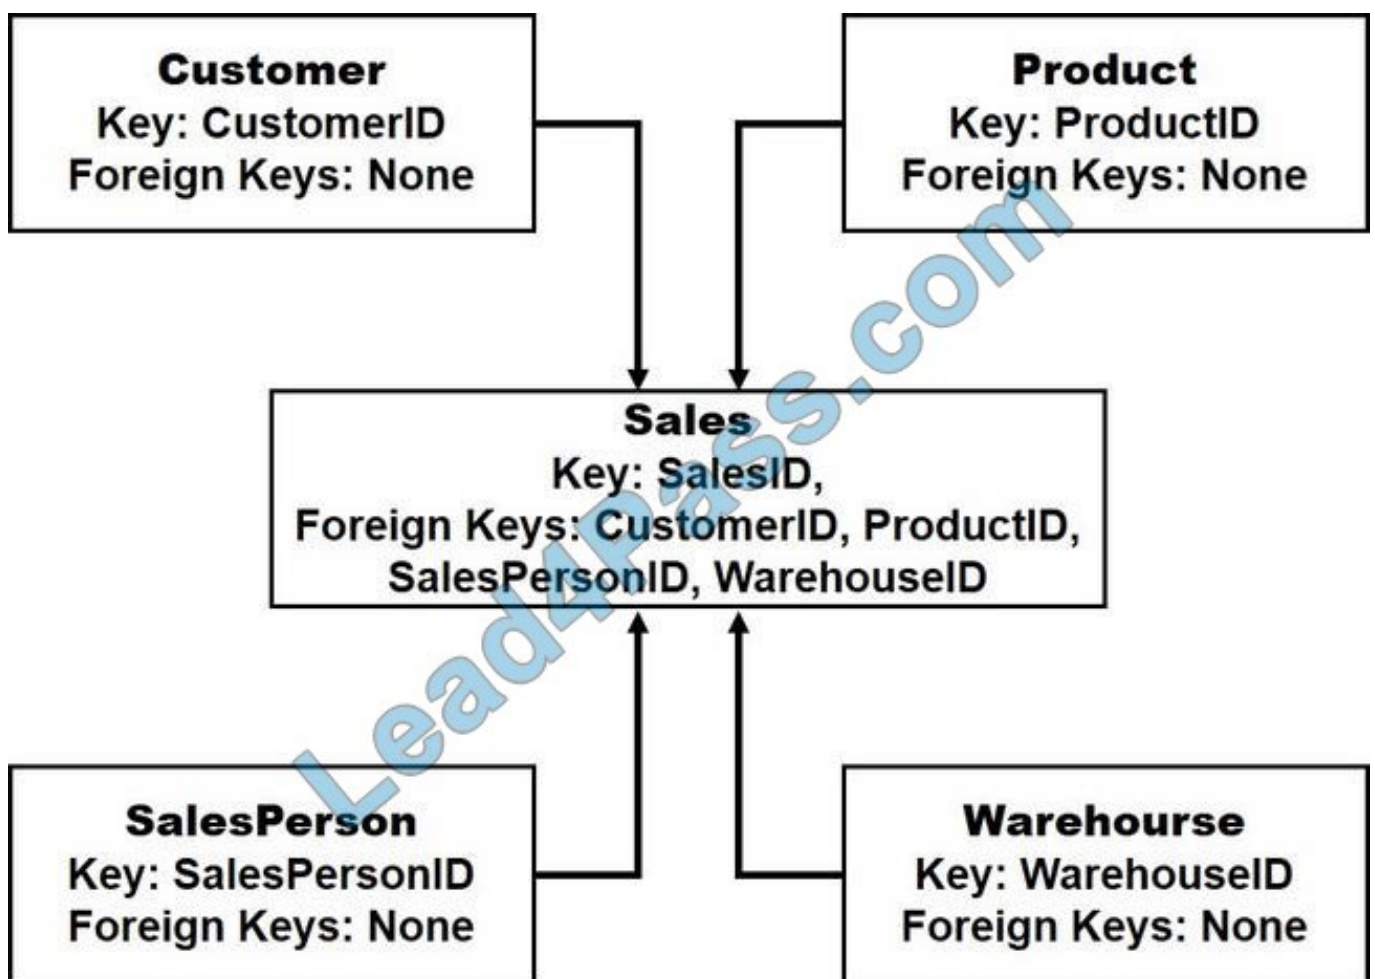 Customer
Key: CustomerID
Foreign Keys: None
Product
Key: ProductID
Foreign Keys: None
Sales
Key: SalesID,
Foreign Keys: CustomerID, ProductID,
SalesPersonID, WarehouseID
SalesPerson
Key: SalesPersonID
Foreign Keys: None
Warehourse
Key: WarehouseID
Foreign Keys: None
Lead4Pass.com